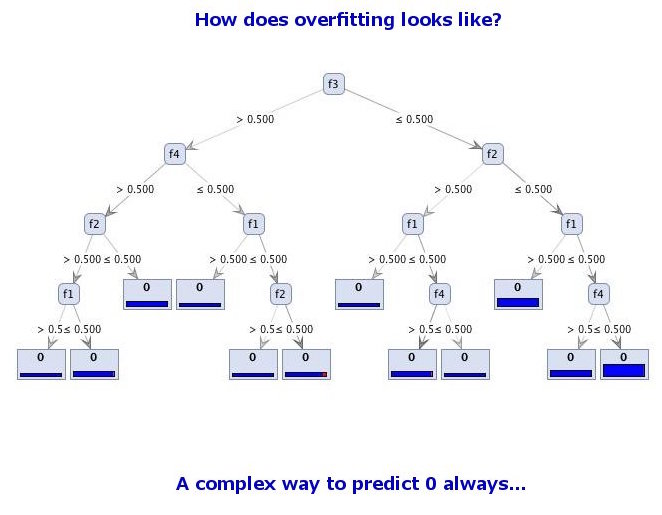 How does overfitting looks like?
f3
> 0.500 ≤ 0.500
f4 f2
> 0.500 ≤ 0.500 > 0.500 ≤ 0.500
f2 f1 f1 f1
> 0.500 ≤ 0.500 > 0.500 ≤ 0.500 > 0.500 ≤ 0.500 > 0.500 ≤ 0.500
f1 0 0 f2 0 f4 0 f4
> 0.5 ≤ 0.500 > 0.5 ≤ 0.500 > 0.5 ≤ 0.500 > 0.5 ≤ 0.500
0 0 0 0 0 0 0 0
A complex way to predict 0 always...